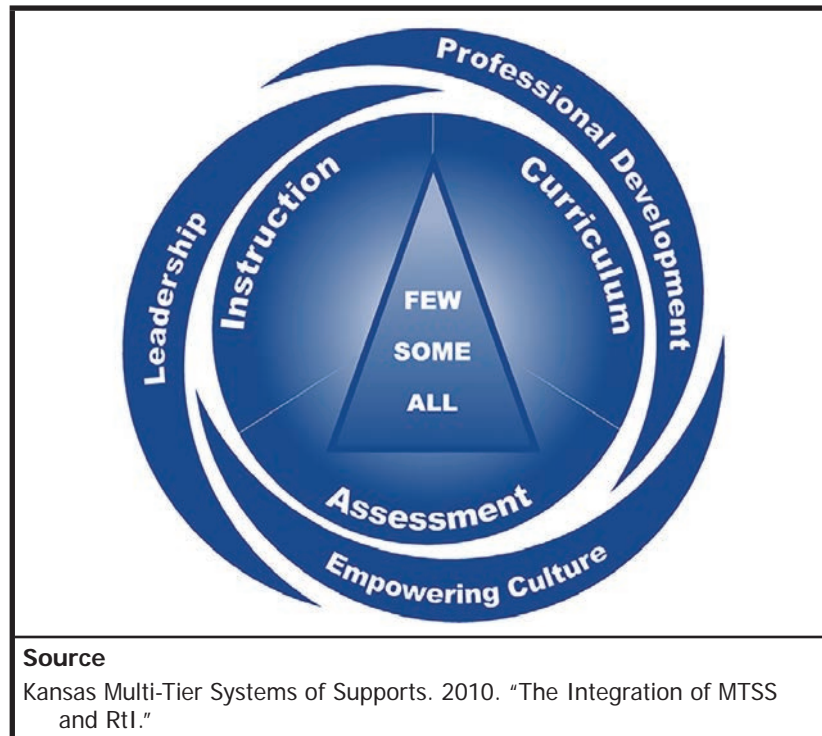 Professional Development
Leadership
Instruction
Curriculum
FEW
SOME
ALL
Assessment
Empowering Culture
Source
Kansas Multi-Tier Systems of Supports. 2010. “The Integration of MTSS
and RtI.”